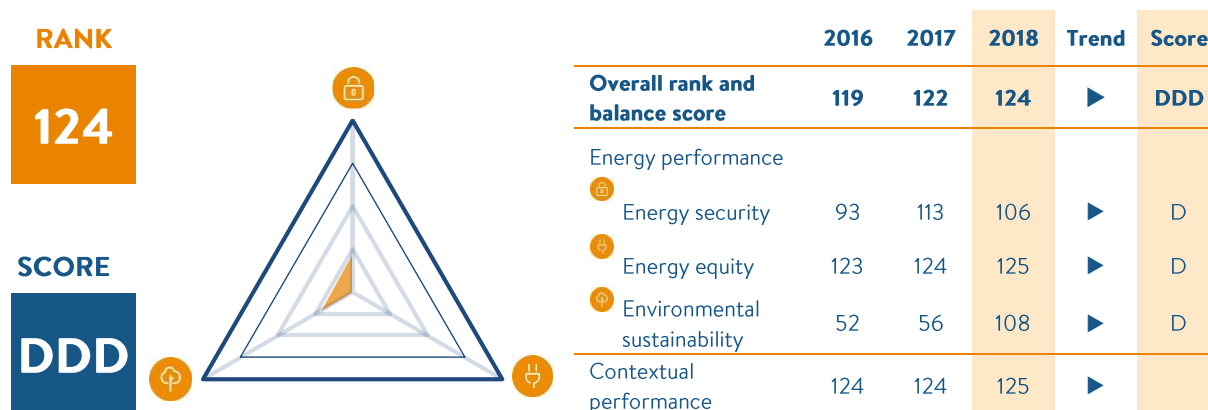 RANK
124
SCORE
DDD
2016 2017 2018 Trend Score
Overall rank and
balance score 119 122 124 DDD
Energy performance
Energy security 93 113 106 D
Energy equity 123 124 125 D
Environmental
sustainability 52 56 108 D
Contextual
performance 124 124 125